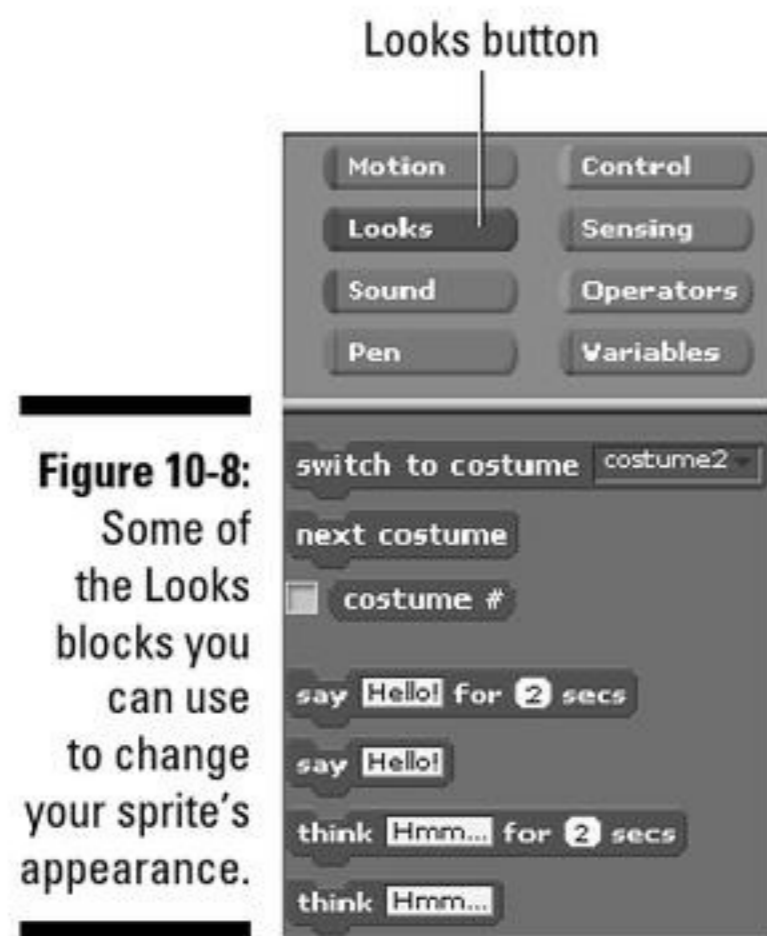 Looks button
Motion Control
Looks Sensing
Sound Operators
Pen Variables
switch to costume costume2
next costume
costume #
say Hello! for 2 secs
say Hello!
think Hmm... for 2 secs
think Hmm...
Figure 10-8:
Some of
the Looks
blocks you
can use
to change
your sprite's
appearance.